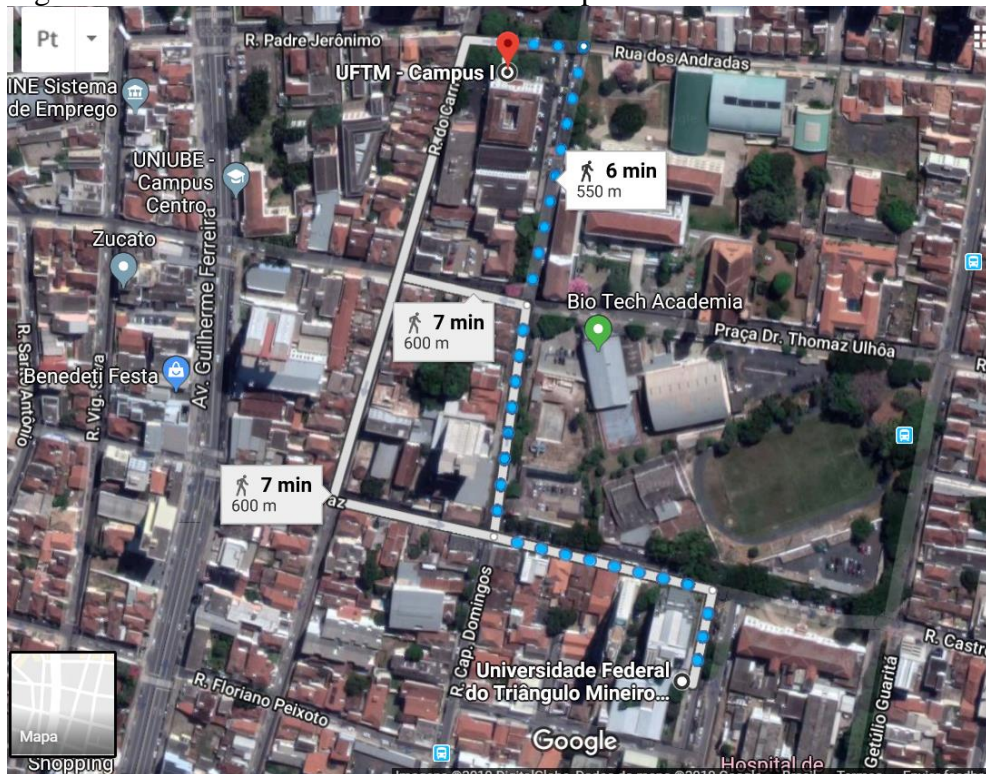 Pt
R. Padre Jerônimo
Rua dos Andradas
UFTM - Campus I
INE Sistema
de Emprego
R. do Carmo
UNIUBE -
Campus
Centro
6 min
550 m
Zucato
Av. Guilherme Ferreira
7 min
600 m
Bio Tech Academia
Praça Dr. Thomaz Ulhôa
R.
Benedeti Festa
R. Vig.
Antônio
7 min
600 m
az
R. Cap. Domingos
R. Castro
Universidade Federal
do Triângulo Mineiro...
R. Floriano Peixoto
Getúlio Guaritá
Mapa
Google
Shopping
Hospital de